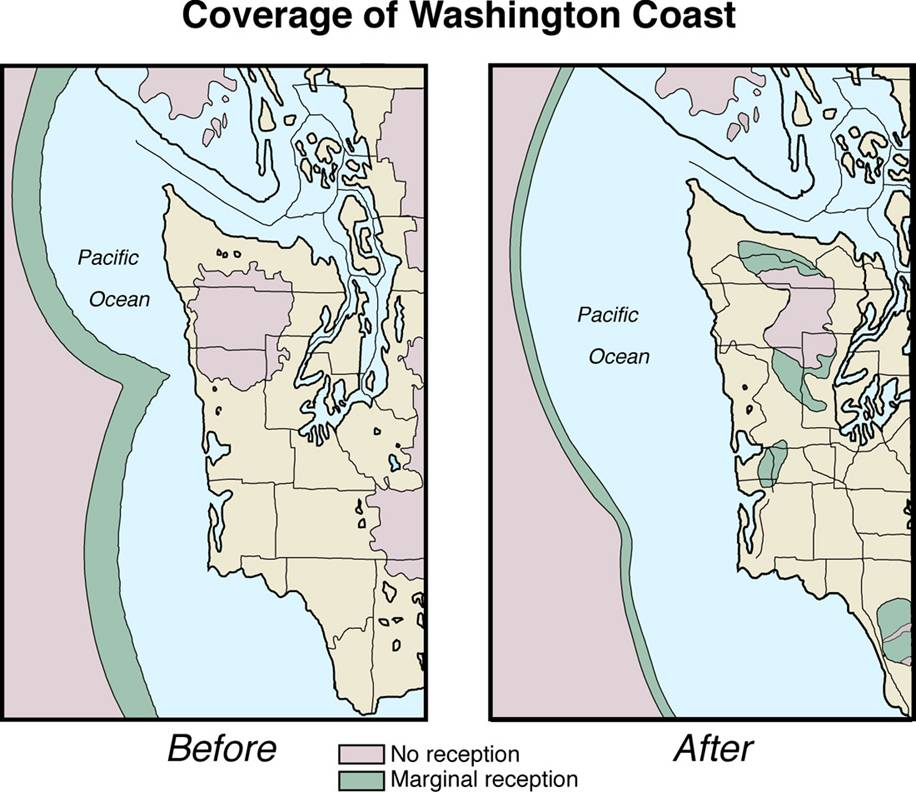 Coverage of Washington Coast
Pacific
Ocean
Pacific
Ocean
Before
After
No reception
Marginal reception